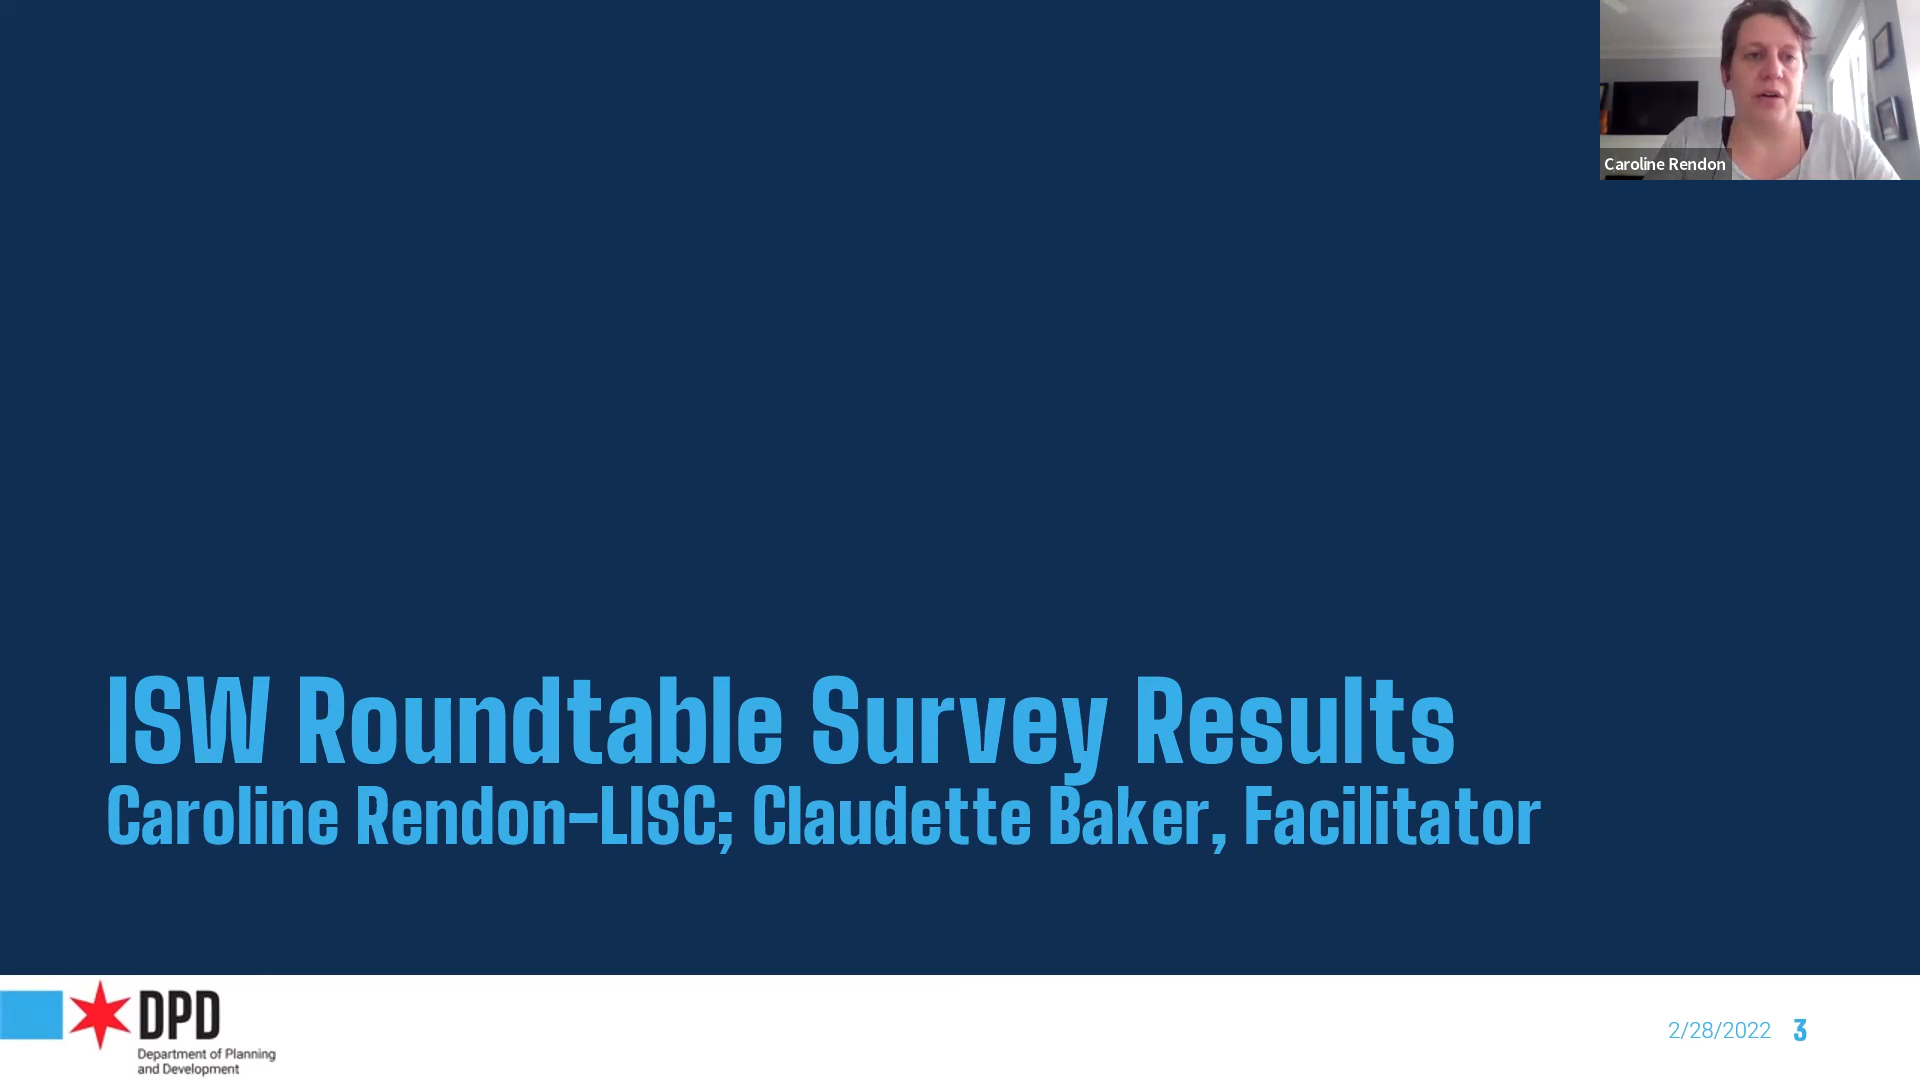 Caroline Rendon
ISW Roundtable Survey Results
Caroline Rendon-LISC; Claudette Baker, Facilitator
DPD
Department of Planning
and Development
2/28/2022 3